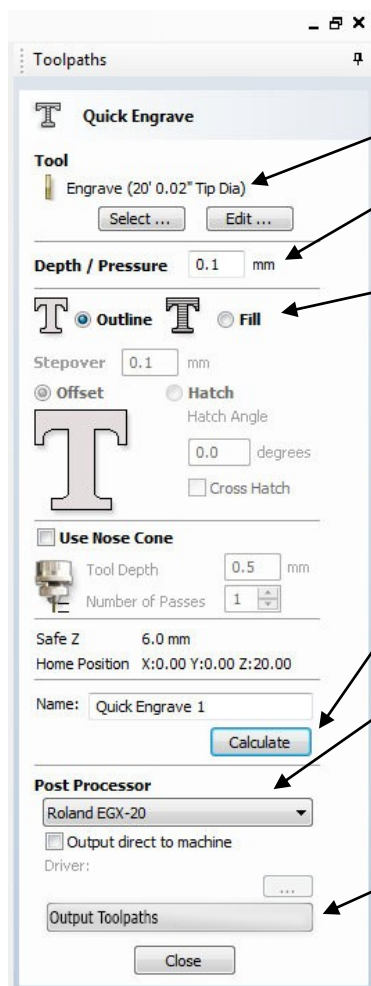 Toolpaths
Quick Engrave
Tool
Engrave (20' 0.02" Tip Dia)
Select ... Edit ...
Depth / Pressure 0.1 mm
Outline Fill
Stepover 0.1 mm
Offset Hatch
Hatch Angle
0.0 degrees
Cross Hatch
Use Nose Cone
Tool Depth 0.5 mm
Number of Passes 1
Safe Z 6.0 mm
Home Position X:0.00 Y:0.00 Z:20.00
Name: Quick Engrave 1
Calculate
Post Processor
Roland EGX-20
Output direct to machine
Driver:
...
Output Toolpaths
Close